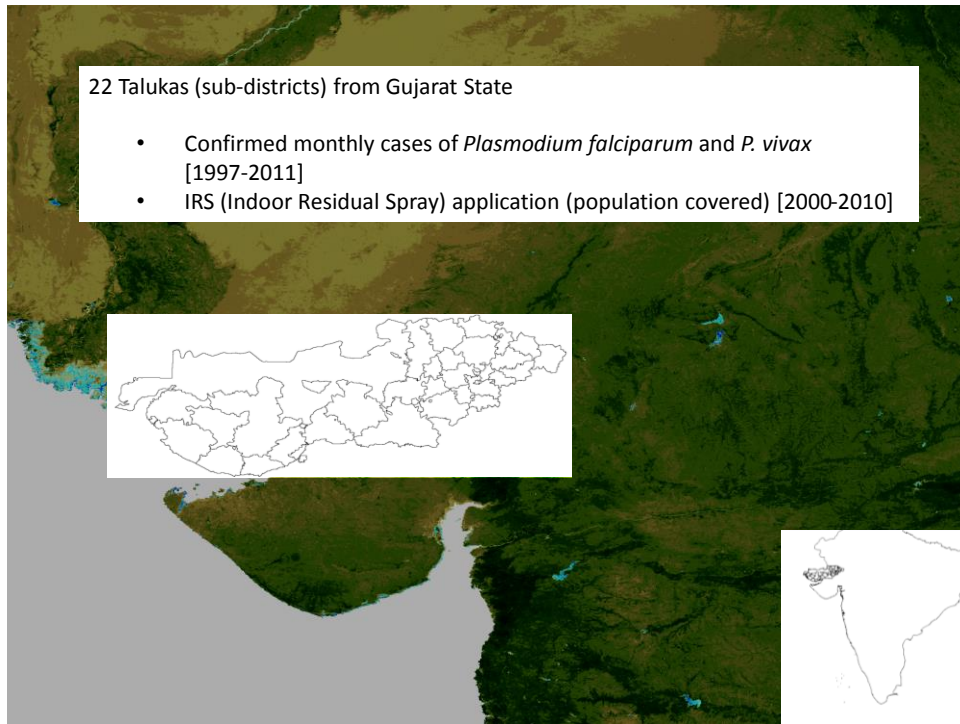 22 Talukas (sub-districts) from Gujarat State
• Confirmed monthly cases of Plasmodium falciparum and P. vivax
[1997-2011]
• IRS (Indoor Residual Spray) application (population covered) [2000-2010]